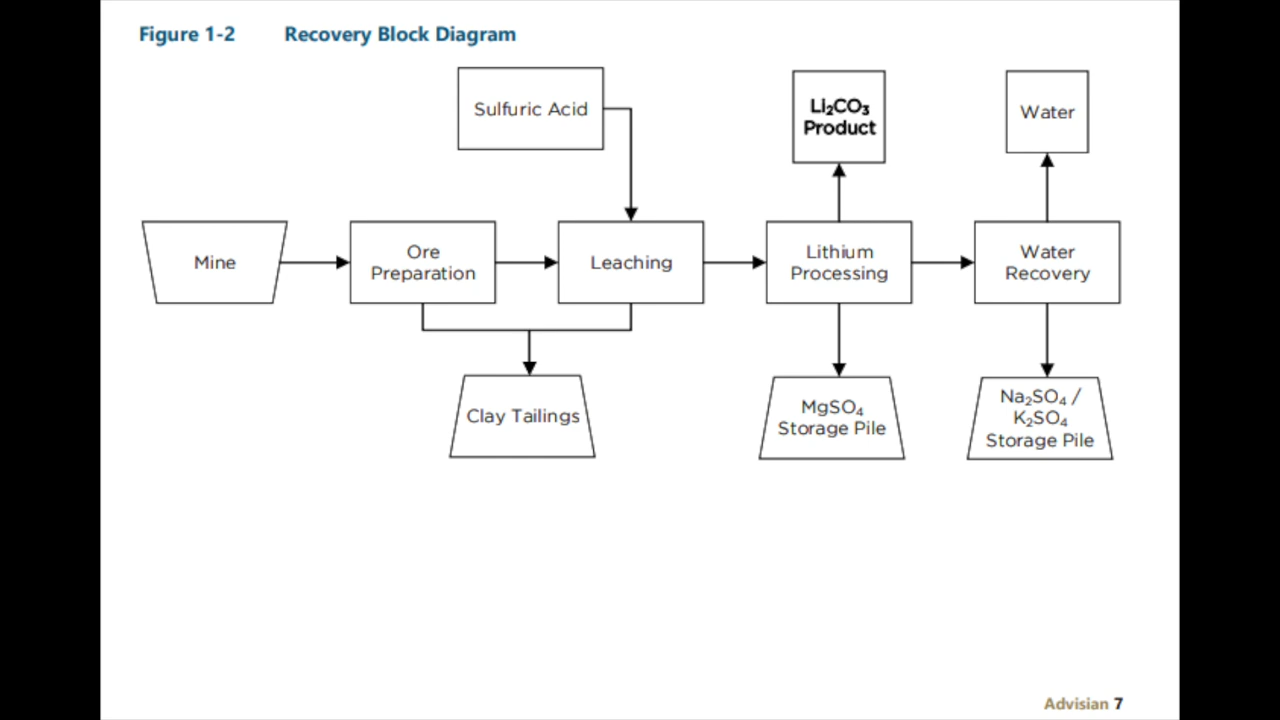 Figure 1-2 Recovery Block Diagram
Sulfuric Acid
Li₂CO₃
Product
Water
Mine
Ore
Preparation
Leaching
Lithium
Processing
Water
Recovery
Clay Tailings
MgSO₄
Storage Pile
Na₂SO₄ /
K₂SO₄
Storage Pile
Advisian 7